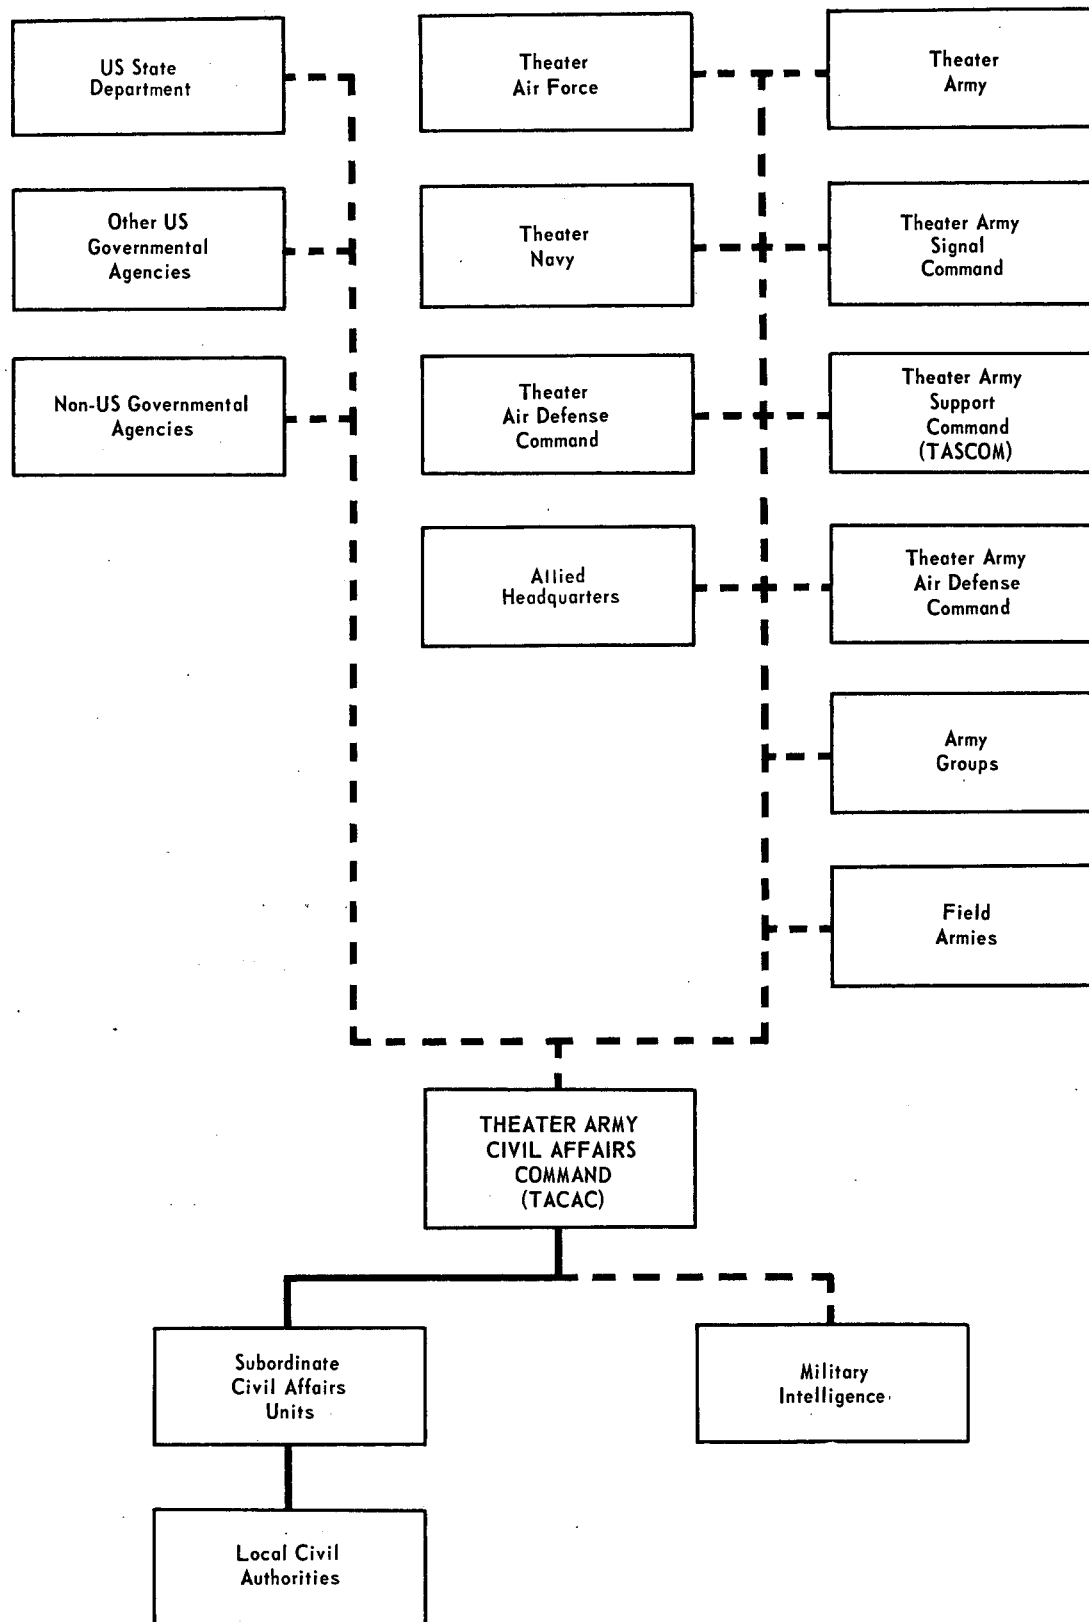 US State
Department
Theater
Air Force
Theater
Army
Other US
Governmental
Agencies
Theater
Navy
Theater Army
Signal
Command
Non-US Governmental
Agencies
Theater
Air Defense
Command
Theater Army
Support
Command
(TASCOM)
Allied
Headquarters
Theater Army
Air Defense
Command
Army
Groups
Field
Armies
THEATER ARMY
CIVIL AFFAIRS
COMMAND
(TACAC)
Subordinate
Civil Affairs
Units
Military
Intelligence
Local Civil
Authorities